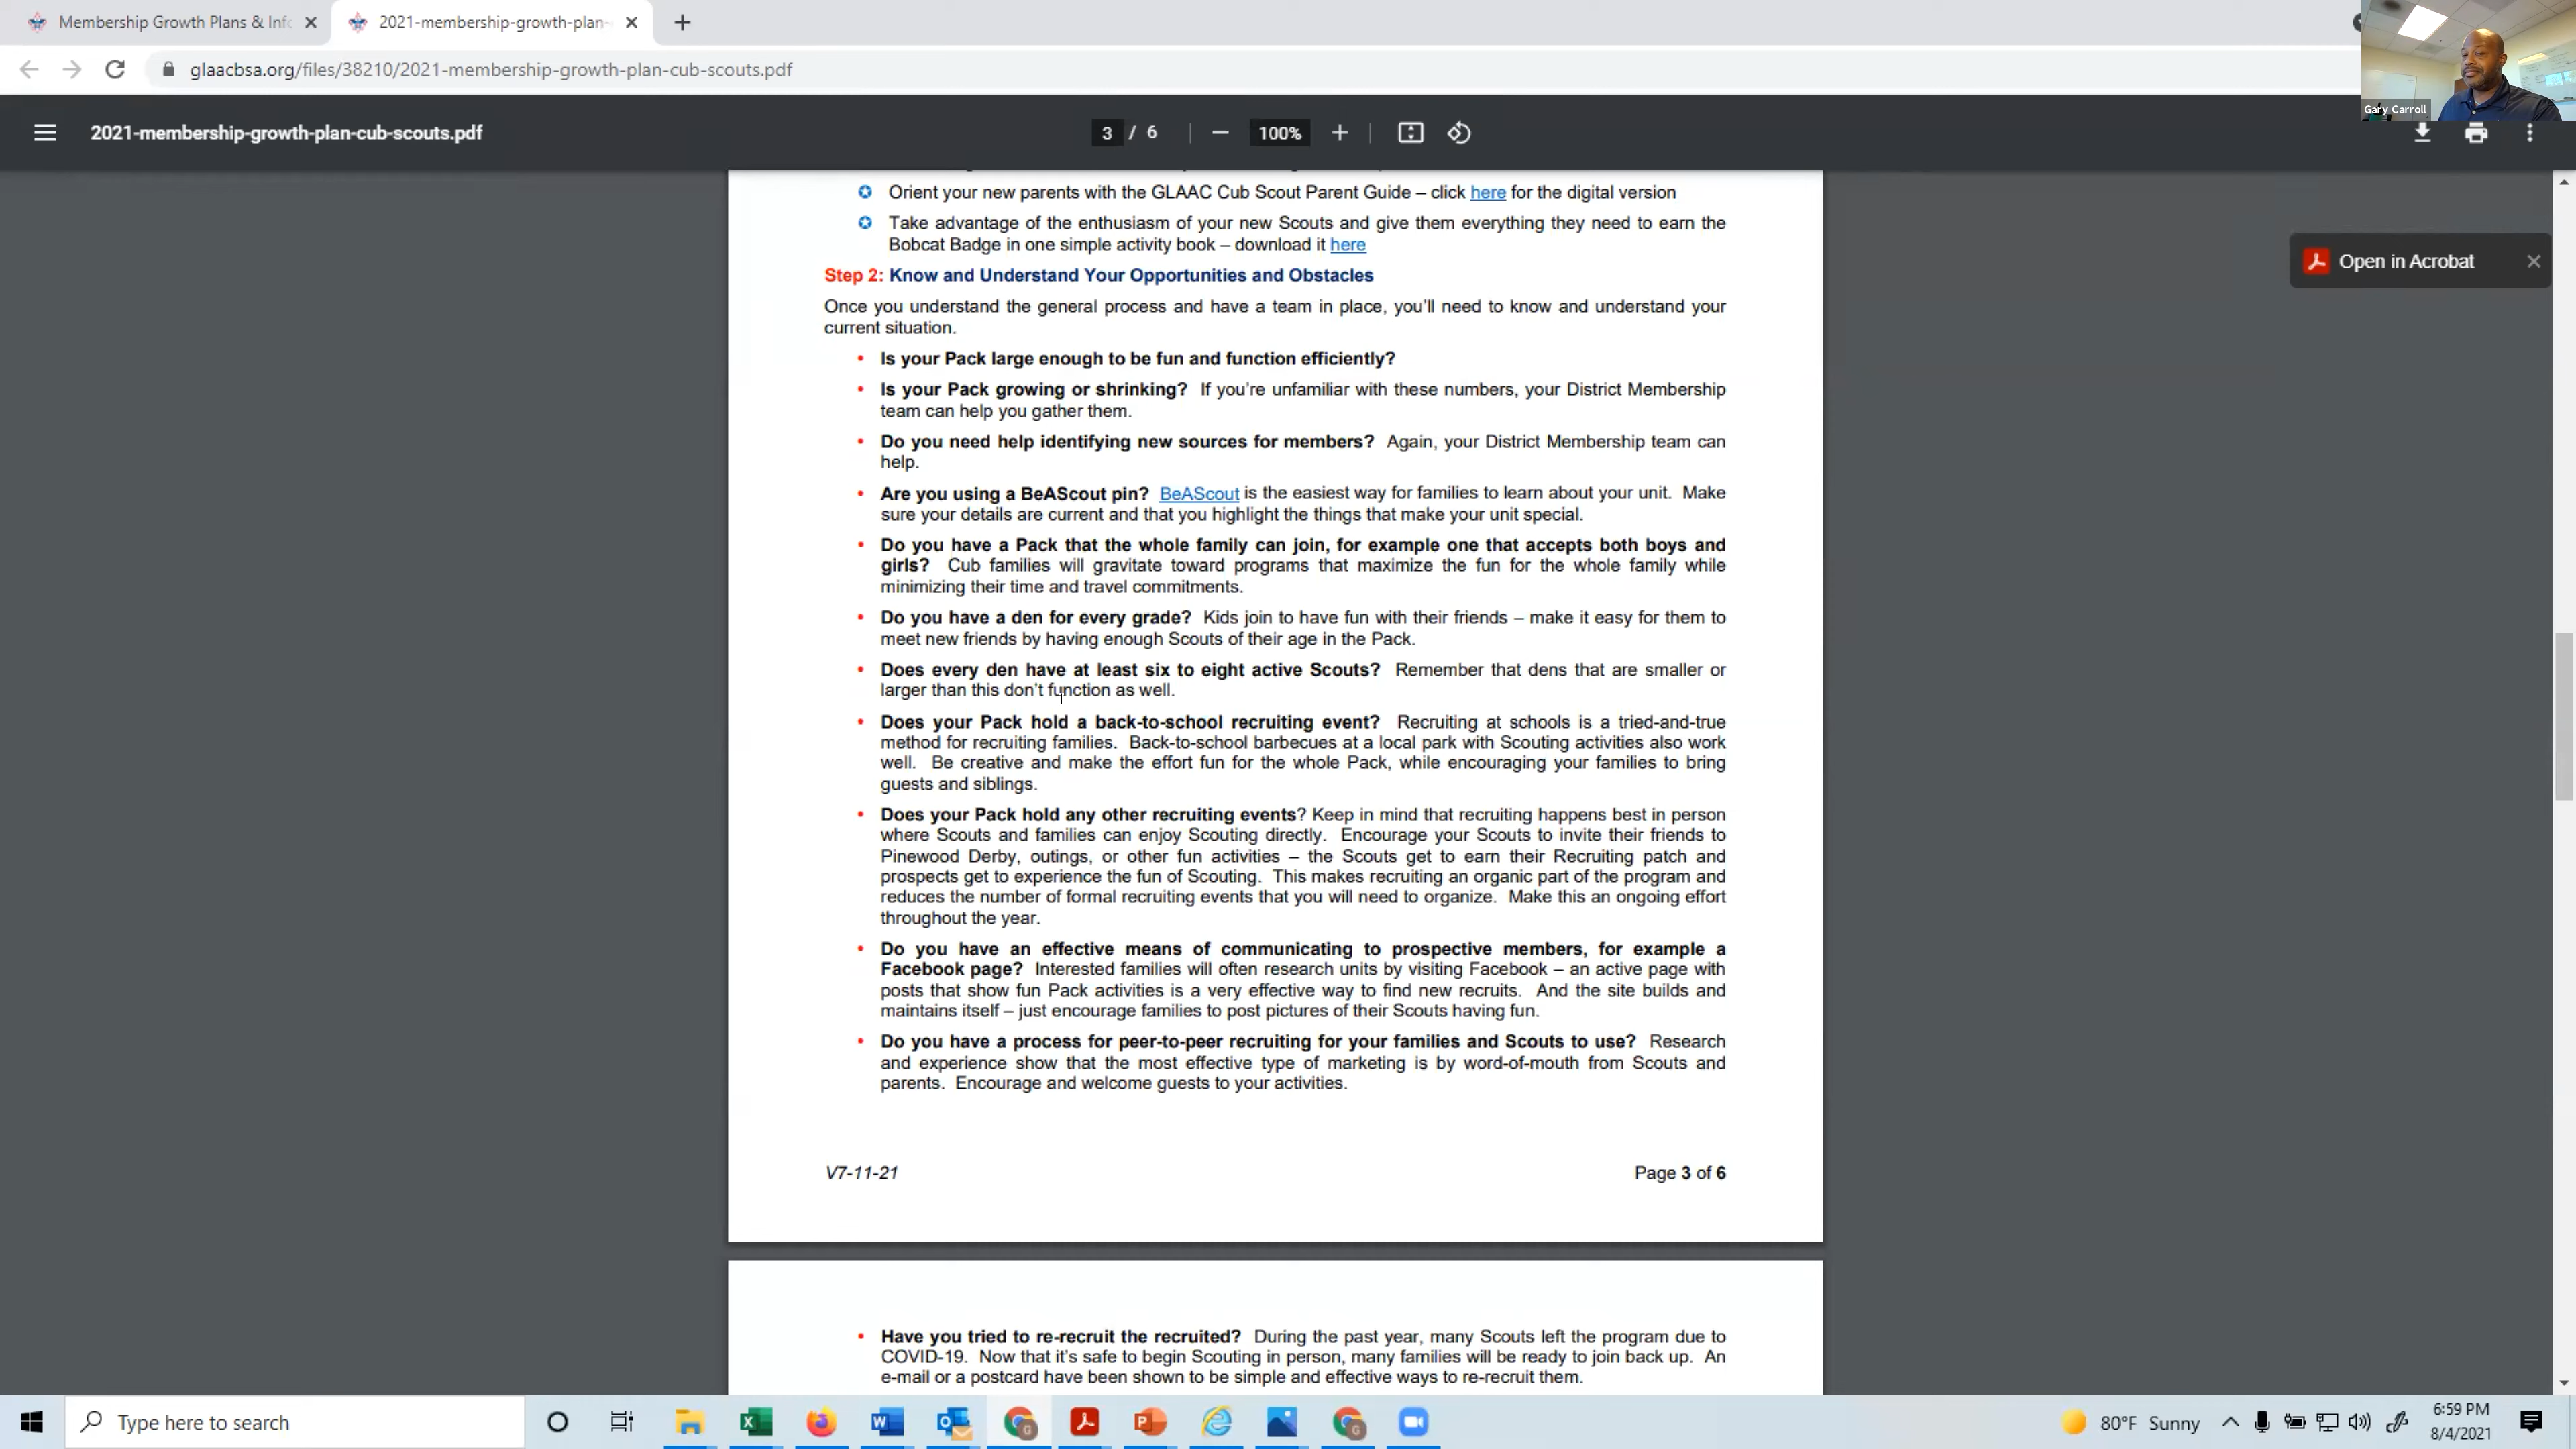 Membership Growth Plans & Info
2021-membership-growth-plan-
glaacbsa.org/files/38210/2021-membership-growth-plan-cub-scouts.pdf
Gary Carroll
2021-membership-growth-plan-cub-scouts.pdf
3 / 6
100%
Open in Acrobat
Orient your new parents with the GLAAC Cub Scout Parent Guide – click here for the digital version
Take advantage of the enthusiasm of your new Scouts and give them everything they need to earn the
Bobcat Badge in one simple activity book – download it here
Step 2: Know and Understand Your Opportunities and Obstacles
Once you understand the general process and have a team in place, you'll need to know and understand your
current situation.
• Is your Pack large enough to be fun and function efficiently?
• Is your Pack growing or shrinking? If you're unfamiliar with these numbers, your District Membership
team can help you gather them.
• Do you need help identifying new sources for members? Again, your District Membership team can
help.
• Are you using a BeAScout pin? BeAScout is the easiest way for families to learn about your unit. Make
sure your details are current and that you highlight the things that make your unit special.
• Do you have a Pack that the whole family can join, for example one that accepts both boys and
girls? Cub families will gravitate toward programs that maximize the fun for the whole family while
minimizing their time and travel commitments.
• Do you have a den for every grade? Kids join to have fun with their friends – make it easy for them to
meet new friends by having enough Scouts of their age in the Pack.
• Does every den have at least six to eight active Scouts? Remember that dens that are smaller or
larger than this don't function as well.
• Does your Pack hold a back-to-school recruiting event? Recruiting at schools is a tried-and-true
method for recruiting families. Back-to-school barbecues at a local park with Scouting activities also work
well. Be creative and make the effort fun for the whole Pack, while encouraging your families to bring
guests and siblings.
• Does your Pack hold any other recruiting events? Keep in mind that recruiting happens best in person
where Scouts and families can enjoy Scouting directly. Encourage your Scouts to invite their friends to
Pinewood Derby, outings, or other fun activities – the Scouts get to earn their Recruiting patch and
prospects get to experience the fun of Scouting. This makes recruiting an organic part of the program and
reduces the number of formal recruiting events that you will need to organize. Make this an ongoing effort
throughout the year.
• Do you have an effective means of communicating to prospective members, for example a
Facebook page? Interested families will often research units by visiting Facebook – an active page with
posts that show fun Pack activities is a very effective way to find new recruits. And the site builds and
maintains itself – just encourage families to post pictures of their Scouts having fun.
• Do you have a process for peer-to-peer recruiting for your families and Scouts to use? Research
and experience show that the most effective type of marketing is by word-of-mouth from Scouts and
parents. Encourage and welcome guests to your activities.
V7-11-21
Page 3 of 6
• Have you tried to re-recruit the recruited? During the past year, many Scouts left the program due to
COVID-19. Now that it's safe to begin Scouting in person, many families will be ready to join back up. An
e-mail or a postcard have been shown to be simple and effective ways to re-recruit them.
Type here to search
80°F Sunny
6:59 PM
8/4/2021